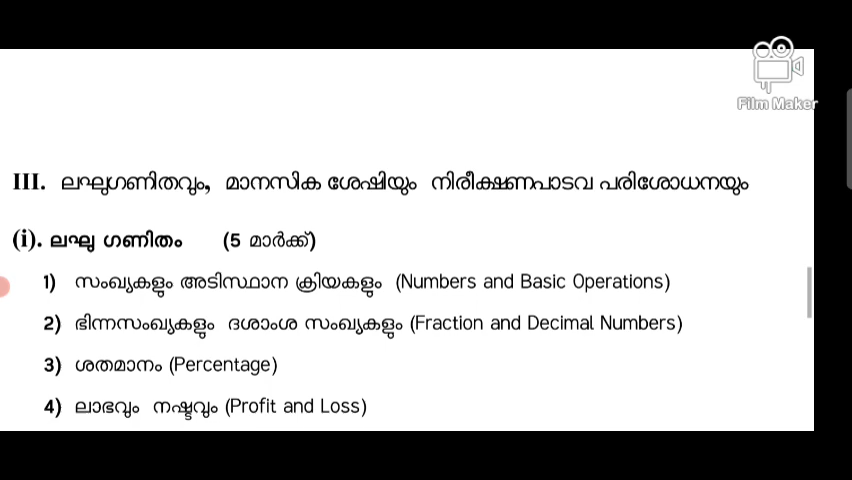 Film Maker
III. ലഘുഗണിതവും, മാനസിക ശേഷിയും നിരീക്ഷണപാടവ പരിശോധനയും
(i). ലഘു ഗണിതം (5 മാർക്ക്)
1) സംഖ്യകളും അടിസ്ഥാന ക്രിയകളും (Numbers and Basic Operations)
2) ഭിന്നസംഖ്യകളും ദശാംശ സംഖ്യകളും (Fraction and Decimal Numbers)
3) ശതമാനം (Percentage)
4) ലാഭവും നഷ്ടവും (Profit and Loss)